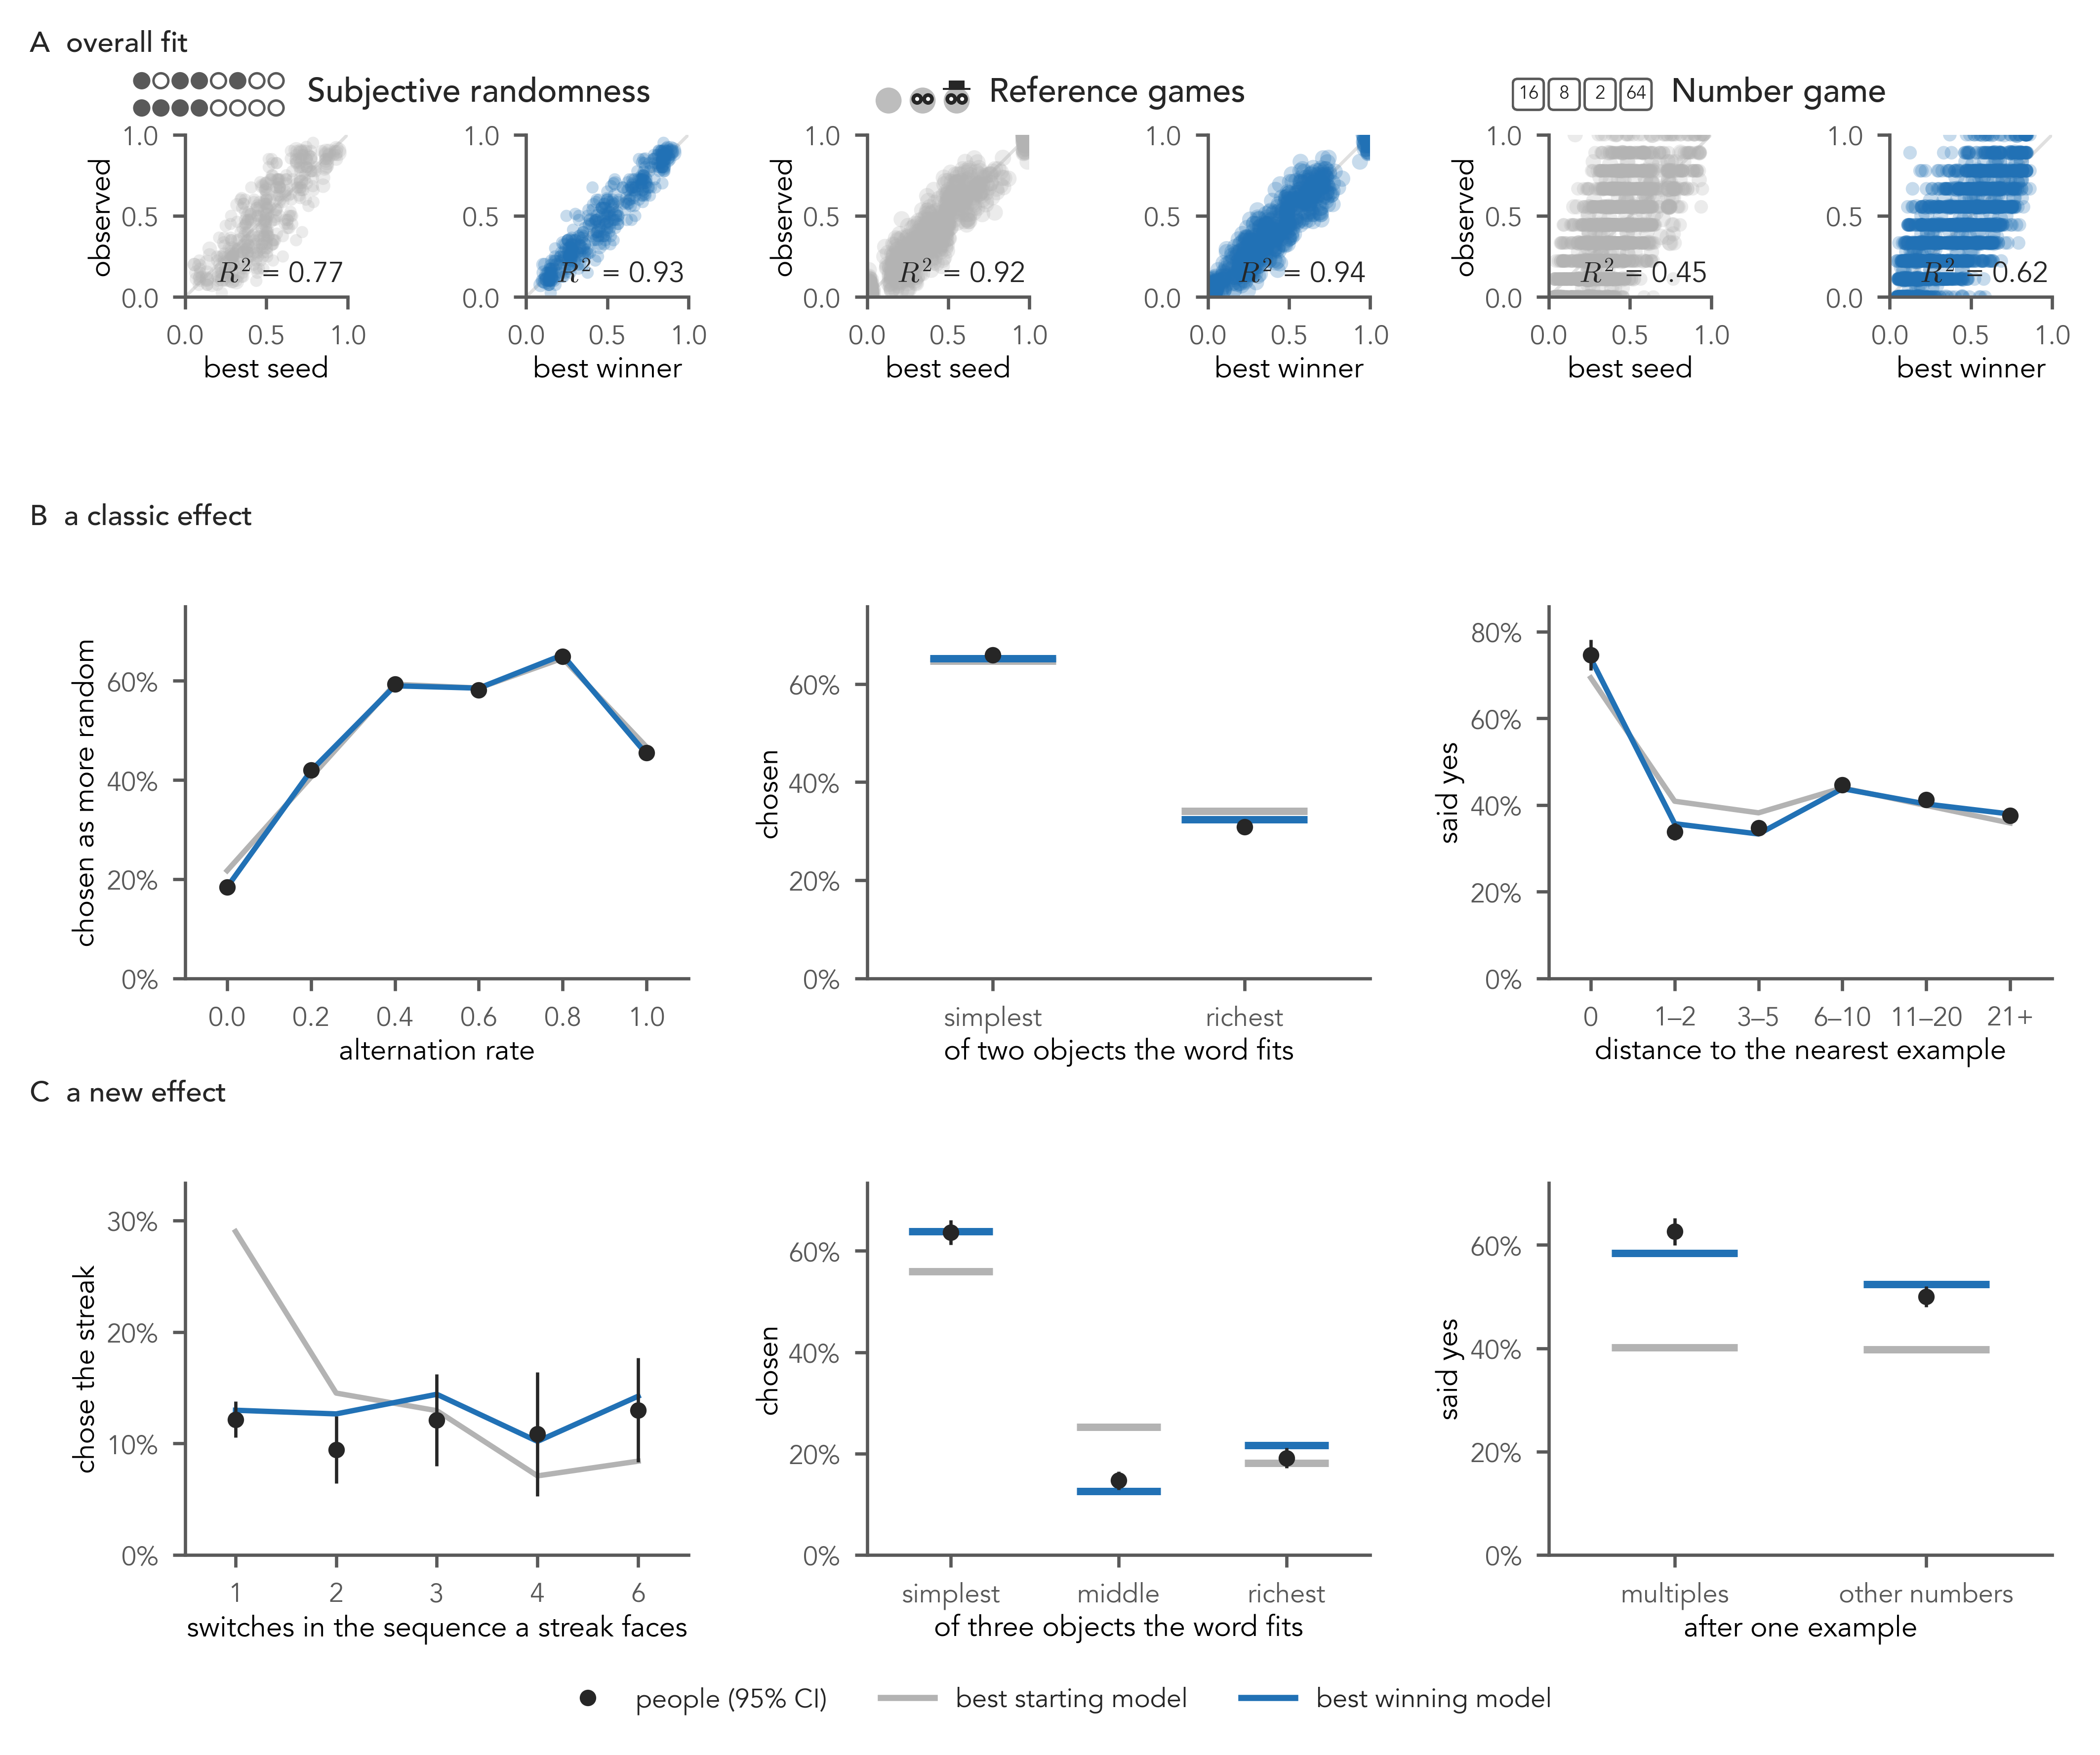 A overall fit
Subjective randomness
Reference games
16 8 2 64 Number game
1.0 1.0 1.0 1.0 1.0 1.0
observed observed observed
0.5 0.5 0.5 0.5 0.5 0.5
R² = 0.77 R² = 0.93 R² = 0.92 R² = 0.94 R² = 0.45 R² = 0.62
0.0 0.0 0.0 0.0 0.0 0.0
0.0 0.5 1.0 0.0 0.5 1.0 0.0 0.5 1.0 0.0 0.5 1.0 0.0 0.5 1.0 0.0 0.5 1.0
best seed best winner best seed best winner best seed best winner
B a classic effect
chosen as more random
60%
40%
20%
0%
0.0 0.2 0.4 0.6 0.8 1.0
alternation rate
chosen
60%
40%
20%
0%
simplest richest
of two objects the word fits
said yes
80%
60%
40%
20%
0%
0 1–2 3–5 6–10 11–20 21+
distance to the nearest example
C a new effect
chose the streak
30%
20%
10%
0%
1 2 3 4 6
switches in the sequence a streak faces
chosen
60%
40%
20%
0%
simplest middle richest
of three objects the word fits
said yes
60%
40%
20%
0%
multiples other numbers
after one example
people (95% CI) best starting model best winning model